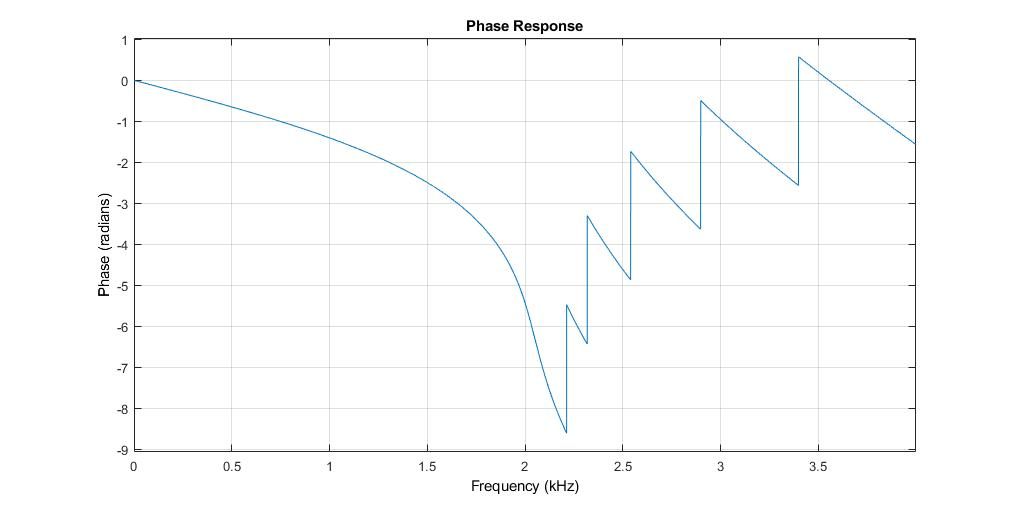 Phase Response
Phase (radians)
1
0
-1
-2
-3
-4
-5
-6
-7
-8
-9
0 0.5 1 1.5 2 2.5 3 3.5
Frequency (kHz)